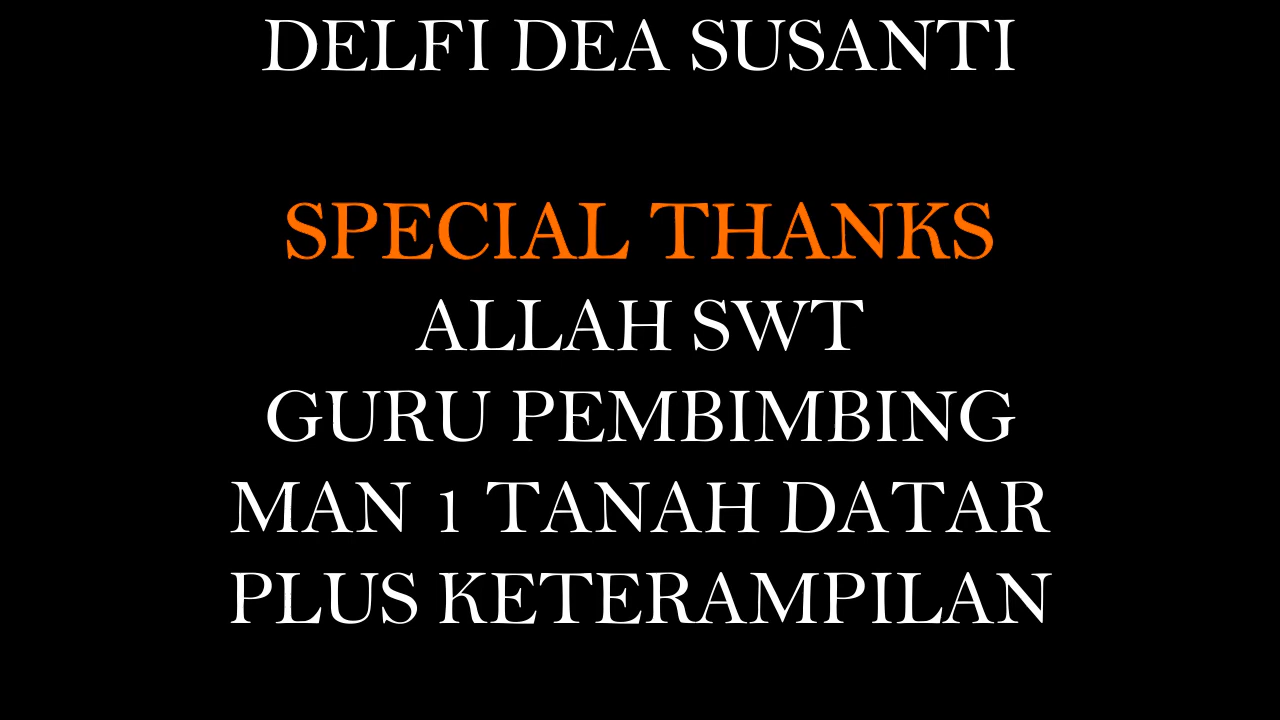 DELFI DEA SUSANTI
SPECIAL THANKS
ALLAH SWT
GURU PEMBIMBING
MAN 1 TANAH DATAR
PLUS KETERAMPILAN